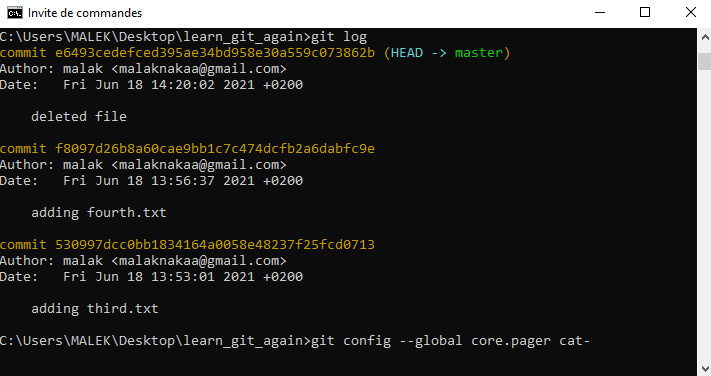 Invite de commandes
C:\Users\MALEK\Desktop\learn_git_again>git log
commit e6493cedefced395ae34bd958e30a559c073862b (HEAD -> master)
Author: malak <malaknakaa@gmail.com>
Date:   Fri Jun 18 14:20:02 2021 +0200
deleted file
commit f8097d26b8a60cae9bb1c7c474dcfb2a6dabfc9e
Author: malak <malaknakaa@gmail.com>
Date:   Fri Jun 18 13:56:37 2021 +0200
adding fourth.txt
commit 530997dcc0bb1834164a0058e48237f25fcd0713
Author: malak <malaknakaa@gmail.com>
Date:   Fri Jun 18 13:53:01 2021 +0200
adding third.txt
C:\Users\MALEK\Desktop\learn_git_again>git config --global core.pager cat-